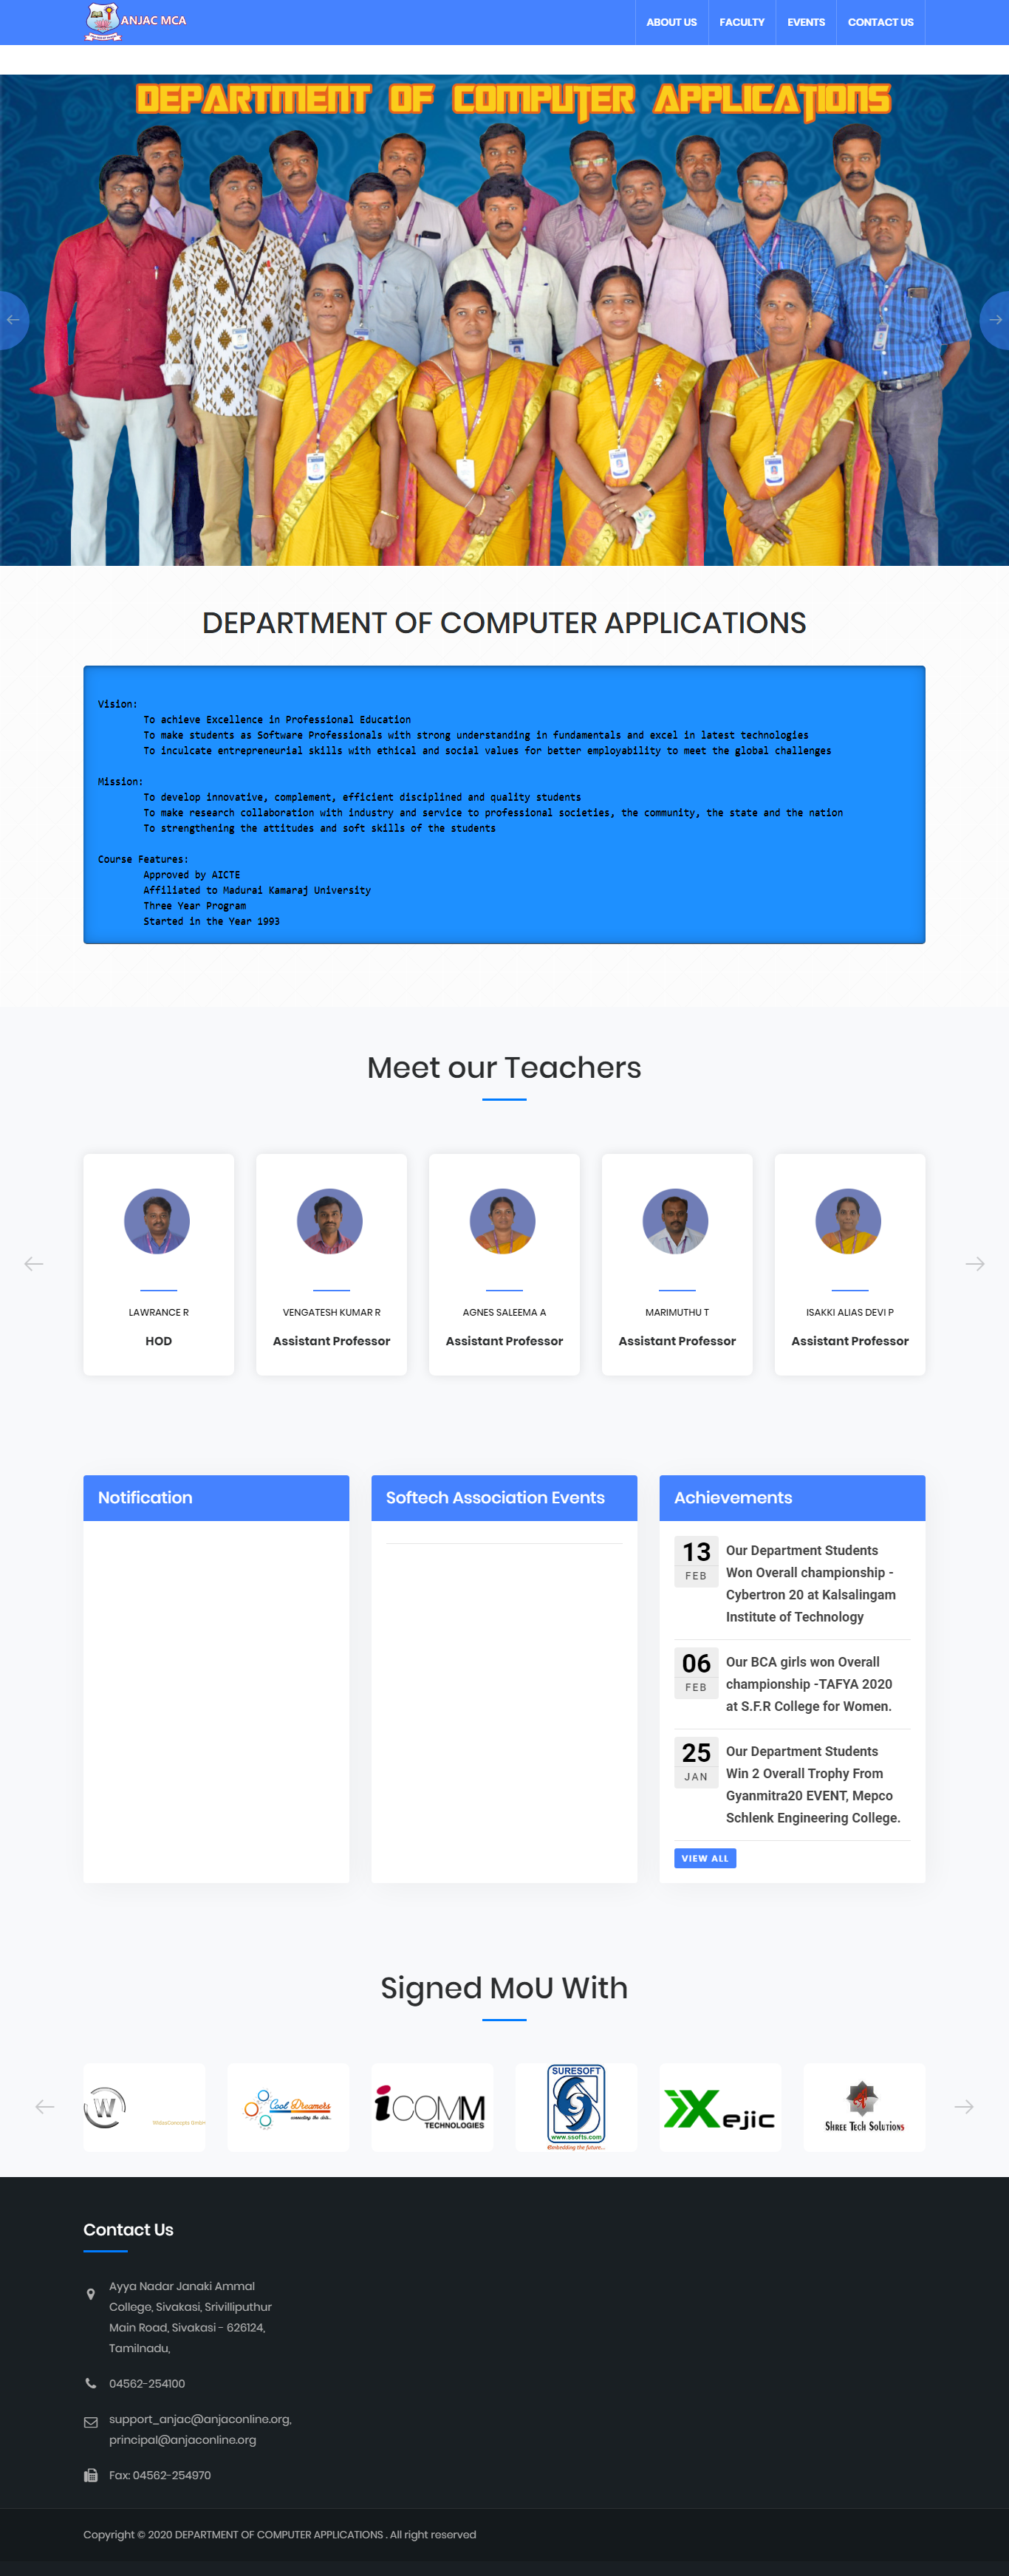 ANJAC MCA
ABOUT US
FACULTY
EVENTS
CONTACT US
DEPARTMENT OF COMPUTER APPLICATIONS
DEPARTMENT OF COMPUTER APPLICATIONS
Vision:
To achieve Excellence in Professional Education
To make students as Software Professionals with strong understanding in fundamentals and excel in latest technologies
To inculcate entrepreneurial skills with ethical and social values for better employability to meet the global challenges
Mission:
To develop innovative, complement, efficient disciplined and quality students
To make research collaboration with industry and service to professional societies, the community, the state and the nation
To strengthening the attitudes and soft skills of the students
Course Features:
Approved by AICTE
Affiliated to Madurai Kamaraj University
Three Year Program
Started in the Year 1993
Meet our Teachers
LAWRANCE R
HOD
VENGATESH KUMAR R
Assistant Professor
AGNES SALEEMA A
Assistant Professor
MARIMUTHU T
Assistant Professor
ISAKKI ALIAS DEVI P
Assistant Professor
Notification
Softech Association Events
Achievements
13
FEB
Our Department Students
Won Overall championship -
Cybertron 20 at Kalsalingam
Institute of Technology
06
FEB
Our BCA girls won Overall
championship -TAFYA 2020
at S.F.R College for Women.
25
JAN
Our Department Students
Win 2 Overall Trophy From
Gyanmitra20 EVENT, Mepco
Schlenk Engineering College.
VIEW ALL
Signed MoU With
W
Cool Dreamers
iCOMM
TECHNOLOGIES
SURESOFT
www.ssofts.com
Embedding the future...
Xejic
SHREE TECH SOLUTIONS
Contact Us
Ayya Nadar Janaki Ammal
College, Sivakasi, Srivilliputhur
Main Road, Sivakasi - 626124,
Tamilnadu,
04562-254100
support_anjac@anjaconline.org,
principal@anjaconline.org
Fax: 04562-254970
Copyright © 2020 DEPARTMENT OF COMPUTER APPLICATIONS . All right reserved